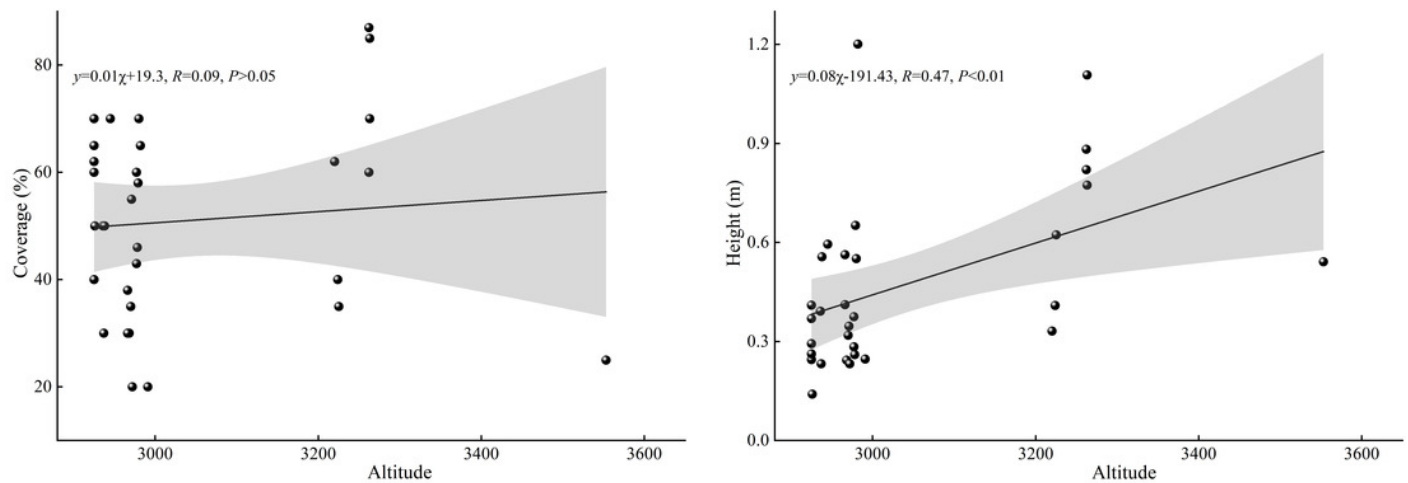 80
60
40
20
3000
3200
3400
3600
Coverage (%)
Altitude
y=0.01χ+19.3, R=0.09, P>0.05
1.2
0.9
0.6
0.3
0.0
3000
3200
3400
3600
Height (m)
Altitude
y=0.08χ-191.43, R=0.47, P<0.01